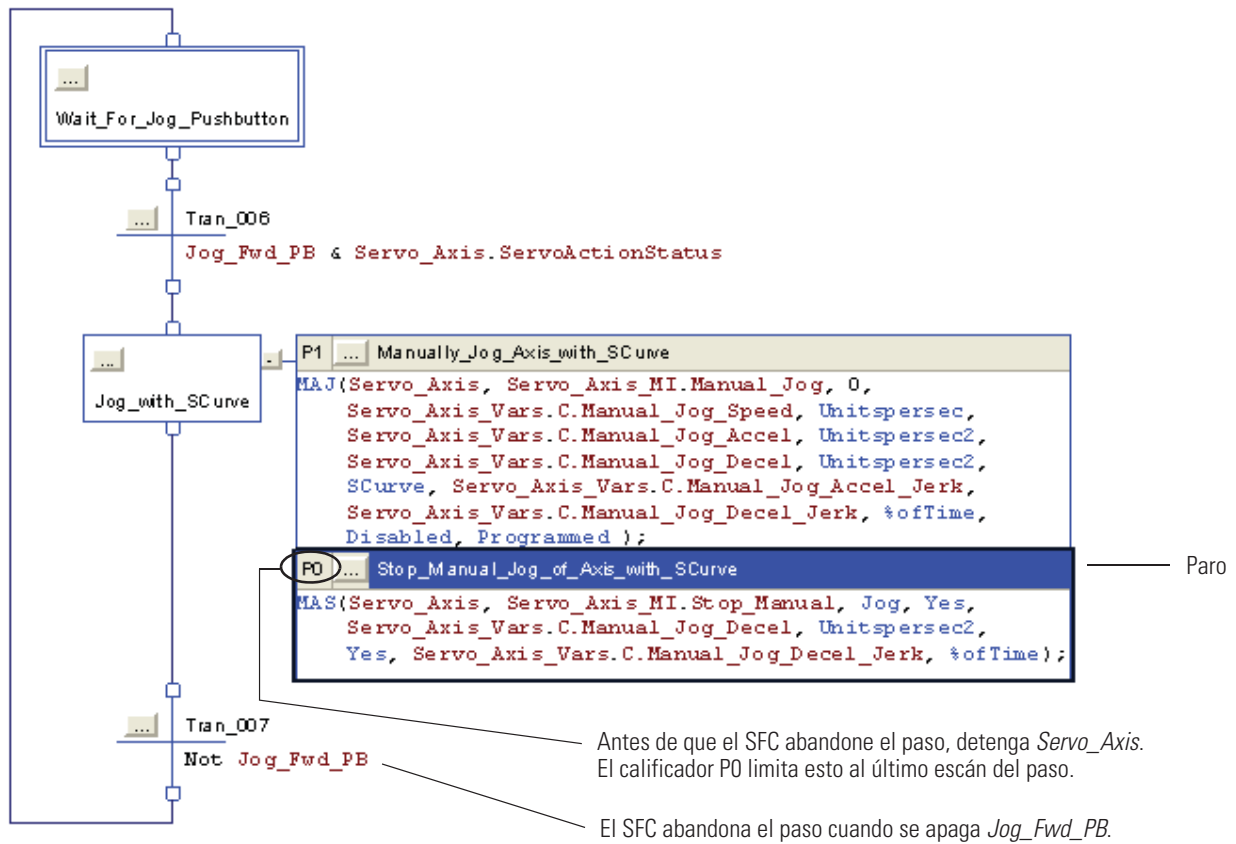 ...
Wait_For_Jog_Pushbutton
... Tran_006
Jog_Fwd_PB & Servo_Axis.ServoActionStatus
...
Jog_with_SCurve
-
P1 ... Manually_Jog_Axis_with_SCurve
MAJ(Servo_Axis, Servo_Axis_MI.Manual_Jog, 0,
Servo_Axis_Vars.C.Manual_Jog_Speed, Unitspersec,
Servo_Axis_Vars.C.Manual_Jog_Accel, Unitspersec2,
Servo_Axis_Vars.C.Manual_Jog_Decel, Unitspersec2,
SCurve, Servo_Axis_Vars.C.Manual_Jog_Accel_Jerk,
Servo_Axis_Vars.C.Manual_Jog_Decel_Jerk, %ofTime,
Disabled, Programmed );
P0 ... Stop_Manual_Jog_of_Axis_with_SCurve
Paro
MAS(Servo_Axis, Servo_Axis_MI.Stop_Manual, Jog, Yes,
Servo_Axis_Vars.C.Manual_Jog_Decel, Unitspersec2,
Yes, Servo_Axis_Vars.C.Manual_Jog_Decel_Jerk, %ofTime);
... Tran_007
Not Jog_Fwd_PB
Antes de que el SFC abandone el paso, detenga Servo_Axis.
El calificador P0 limita esto al último escán del paso.
El SFC abandona el paso cuando se apaga Jog_Fwd_PB.